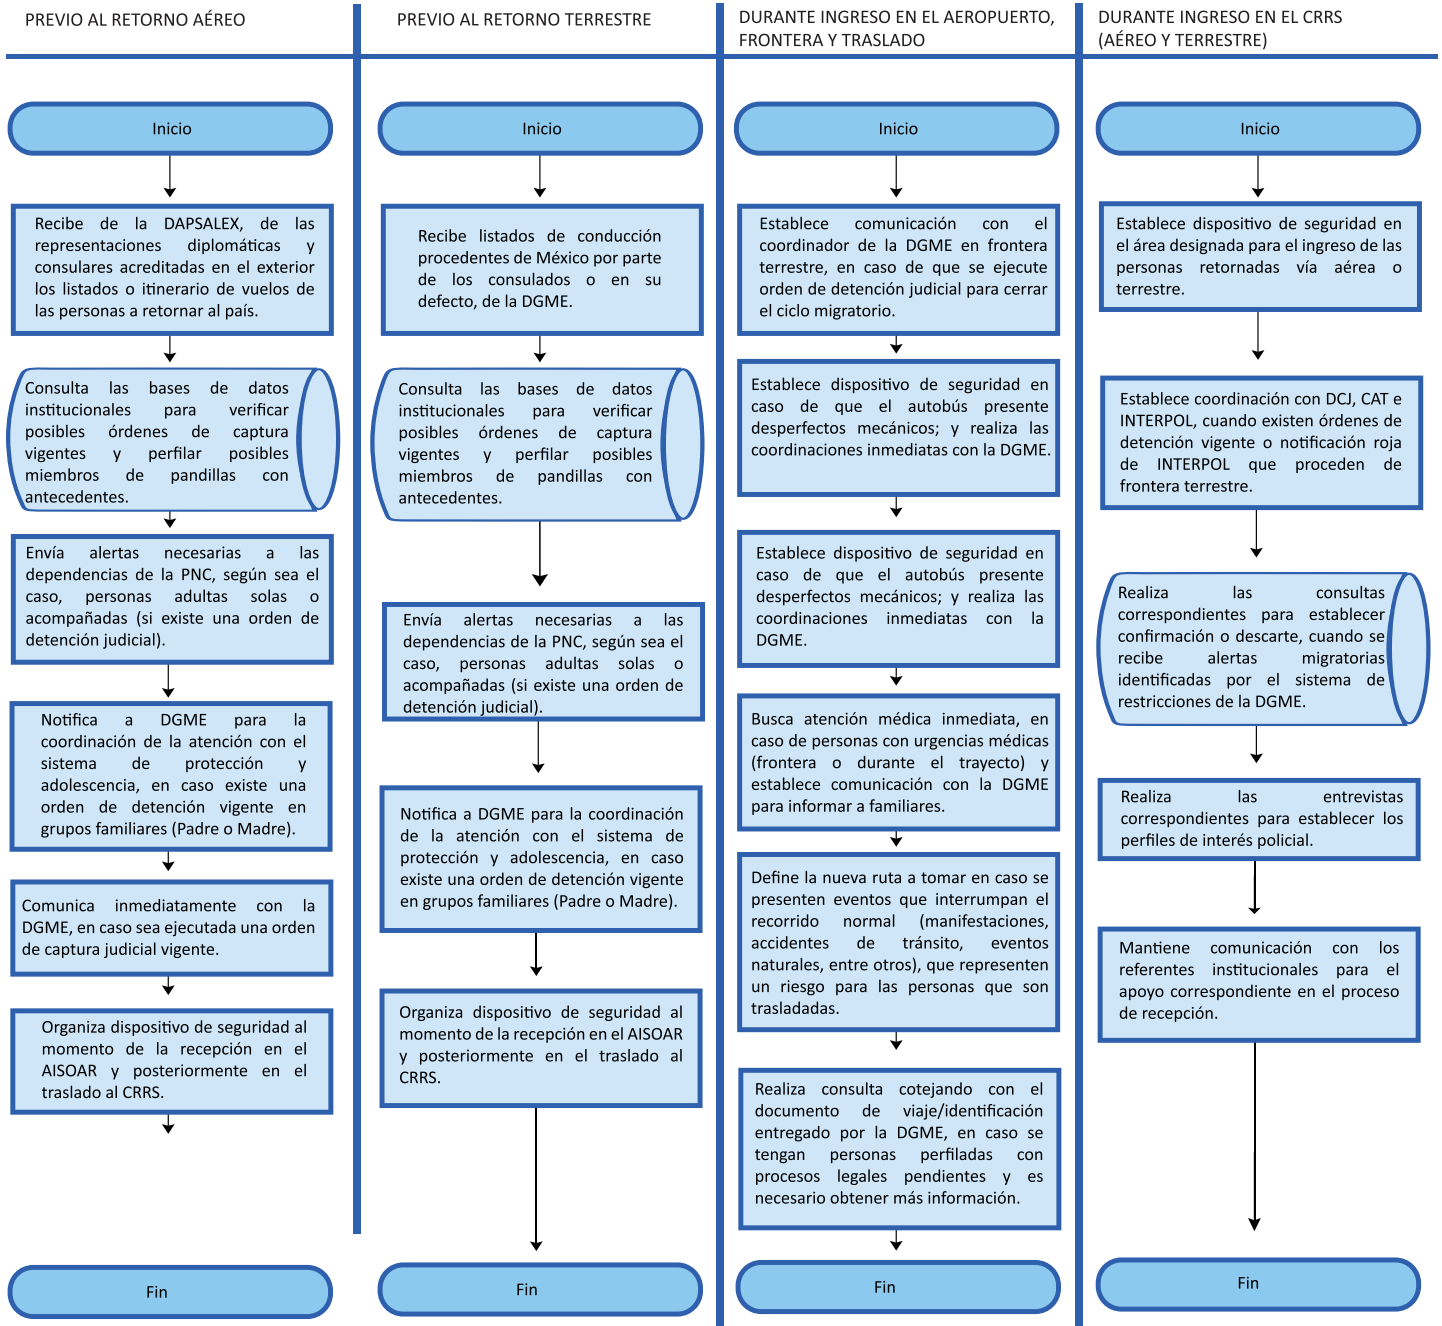 PREVIO AL RETORNO AÉREO
Inicio
Recibe de la DAPSALEX, de las
representaciones diplomáticas y
consulares acreditadas en el exterior
los listados o itinerario de vuelos de
las personas a retornar al país.
Consulta las bases de datos
institucionales para verificar
posibles órdenes de captura
vigentes y perfilar posibles
miembros de pandillas con
antecedentes.
Envía alertas necesarias a las
dependencias de la PNC, según sea el
caso, personas adultas solas o
acompañadas (si existe una orden de
detención judicial).
Notifica a DGME para la
coordinación de la atención con el
sistema de protección y
adolescencia, en caso existe una
orden de detención vigente en
grupos familiares (Padre o Madre).
Comunica inmediatamente con la
DGME, en caso sea ejecutada una orden
de captura judicial vigente.
Organiza dispositivo de seguridad al
momento de la recepción en el
AISOAR y posteriormente en el
traslado al CRRS.
Fin
PREVIO AL RETORNO TERRESTRE
Inicio
Recibe listados de conducción
procedentes de México por parte
de los consulados o en su
defecto, de la DGME.
Consulta las bases de datos
institucionales para verificar
posibles órdenes de captura
vigentes y perfilar posibles
miembros de pandillas con
antecedentes.
Envía alertas necesarias a las
dependencias de la PNC, según sea el
caso, personas adultas solas o
acompañadas (si existe una orden de
detención judicial).
Notifica a DGME para la coordinación
de la atención con el sistema de
protección y adolescencia, en caso
existe una orden de detención vigente
en grupos familiares (Padre o Madre).
Organiza dispositivo de seguridad al
momento de la recepción en el AISOAR
y posteriormente en el traslado al
CRRS.
Fin
DURANTE INGRESO EN EL AEROPUERTO,
FRONTERA Y TRASLADO
Inicio
Establece comunicación con el
coordinador de la DGME en frontera
terrestre, en caso de que se ejecute
orden de detención judicial para cerrar
el ciclo migratorio.
Establece dispositivo de seguridad en
caso de que el autobús presente
desperfectos mecánicos; y realiza las
coordinaciones inmediatas con la DGME.
Establece dispositivo de seguridad en
caso de que el autobús presente
desperfectos mecánicos; y realiza las
coordinaciones inmediatas con la
DGME.
Busca atención médica inmediata, en
caso de personas con urgencias médicas
(frontera o durante el trayecto) y
establece comunicación con la DGME
para informar a familiares.
Define la nueva ruta a tomar en caso se
presenten eventos que interrumpan el
recorrido normal (manifestaciones,
accidentes de tránsito, eventos
naturales, entre otros), que representen
un riesgo para las personas que son
trasladadas.
Realiza consulta cotejando con el
documento de viaje/identificación
entregado por la DGME, en caso se
tengan personas perfiladas con
procesos legales pendientes y es
necesario obtener más información.
Fin
DURANTE INGRESO EN EL CRRS
(AÉREO Y TERRESTRE)
Inicio
Establece dispositivo de seguridad en
el área designada para el ingreso de las
personas retornadas vía aérea o
terrestre.
Establece coordinación con DCJ, CAT e
INTERPOL, cuando existen órdenes de
detención vigente o notificación roja
de INTERPOL que proceden de
frontera terrestre.
Realiza las consultas
correspondientes para establecer
confirmación o descarte, cuando se
recibe alertas migratorias
identificadas por el sistema de
restricciones de la DGME.
Realiza las entrevistas
correspondientes para establecer los
perfiles de interés policial.
Mantiene comunicación con los
referentes institucionales para el
apoyo correspondiente en el proceso
de recepción.
Fin